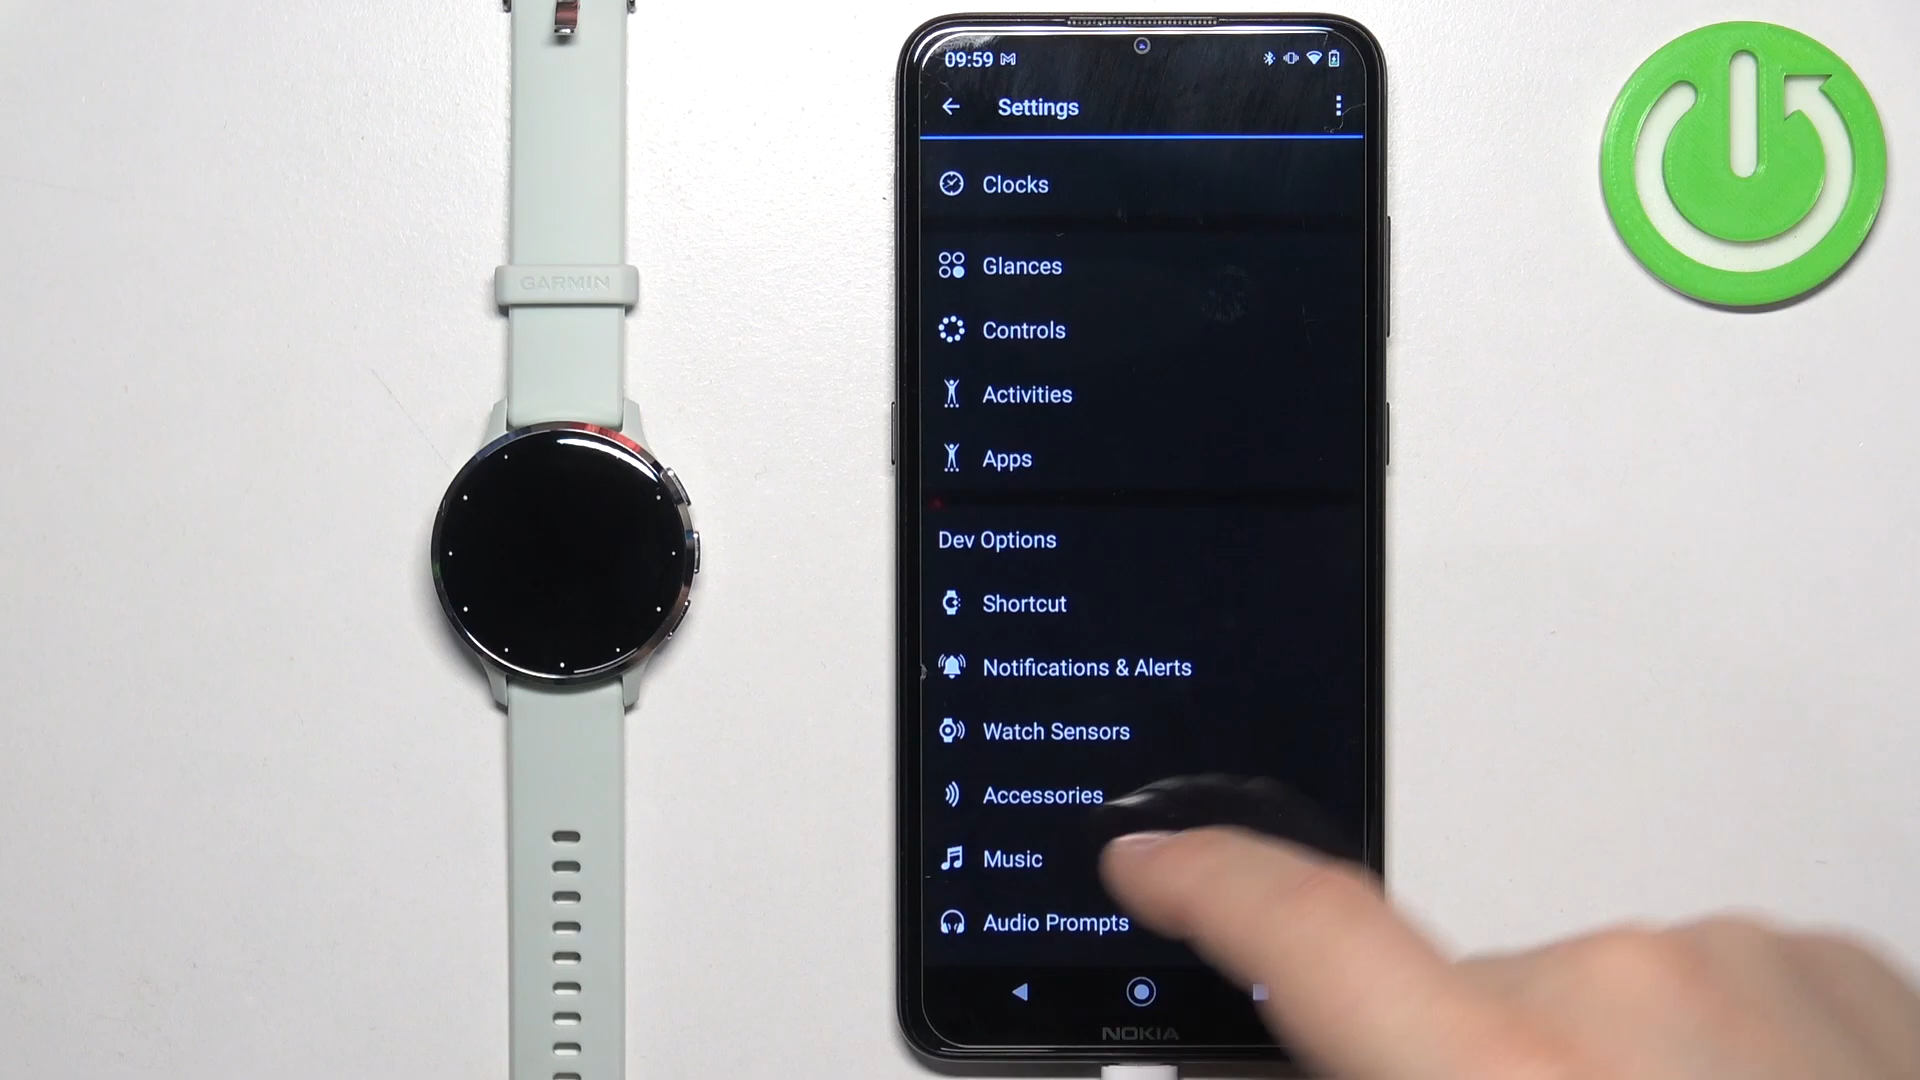 GARMIN
09:59
Settings
Clocks
Glances
Controls
Activities
Apps
Dev Options
Shortcut
Notifications & Alerts
Watch Sensors
Accessories
Music
Audio Prompts
NOKIA